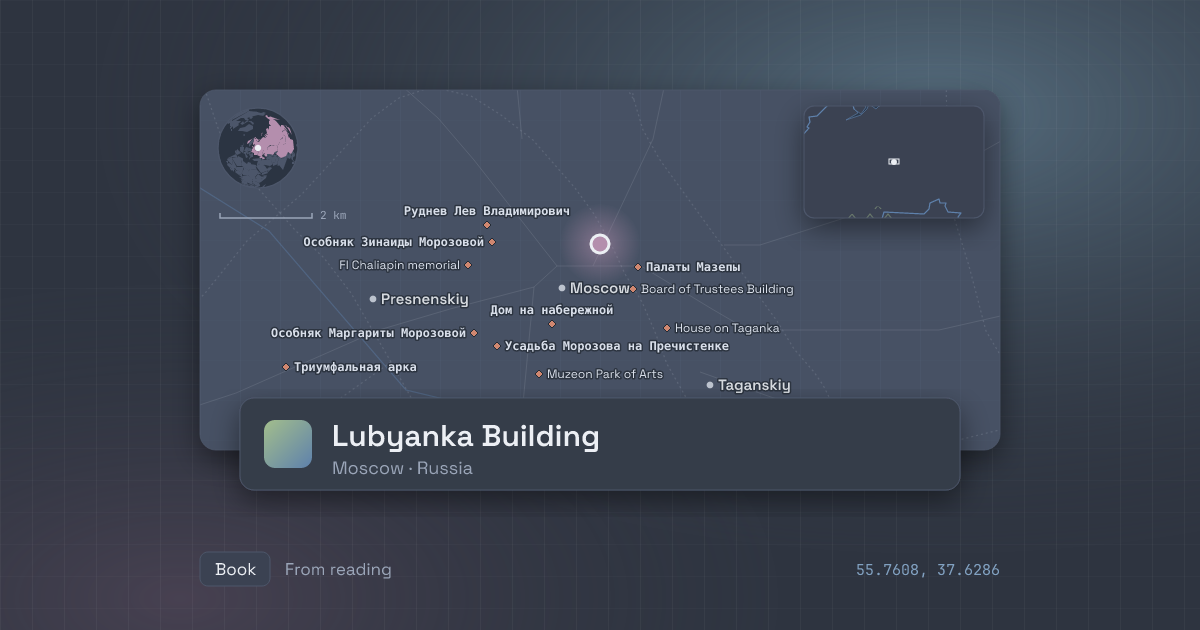 2 km
Руднев Лев Владимирович
Особняк Зинаиды Морозовой
FI Chaliapin memorial
Палаты Мазепы
Moscow
Board of Trustees Building
Presnenskiy
Дом на набережной
House on Taganka
Особняк Маргариты Морозовой
Усадьба Морозова на Пречистенке
Триумфальная арка
Muzeon Park of Arts
Taganskiy
Lubyanka Building
Moscow · Russia
Book
From reading
55.7608, 37.6286